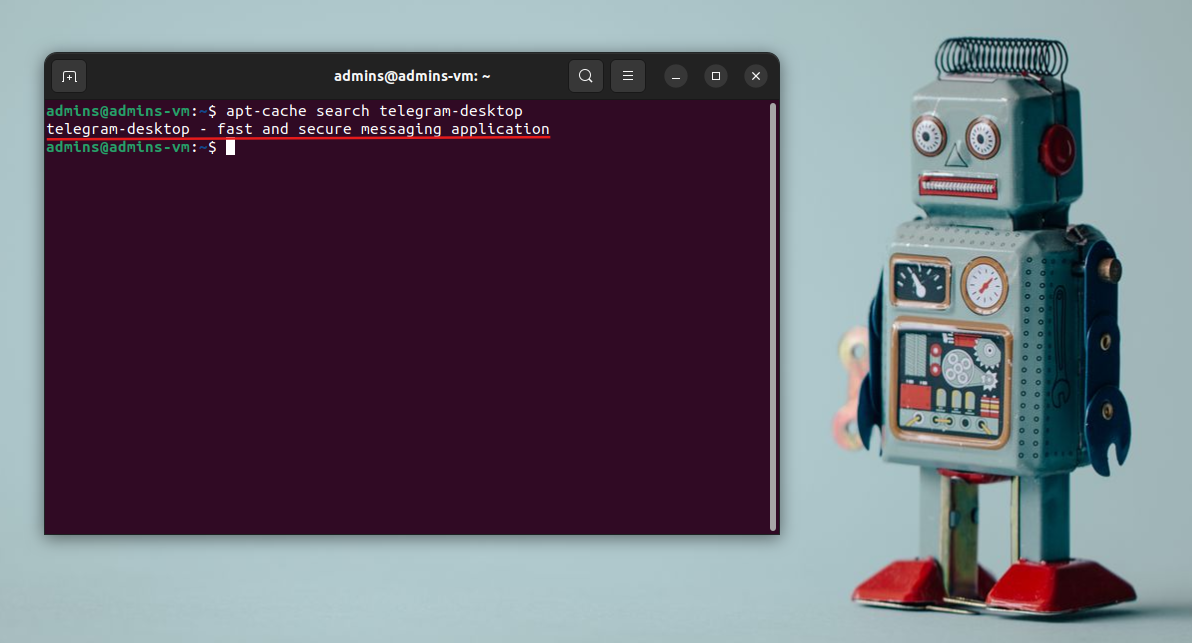 admins@admins-vm: ~
admins@admins-vm:~$ apt-cache search telegram-desktop
telegram-desktop - fast and secure messaging application
admins@admins-vm:~$